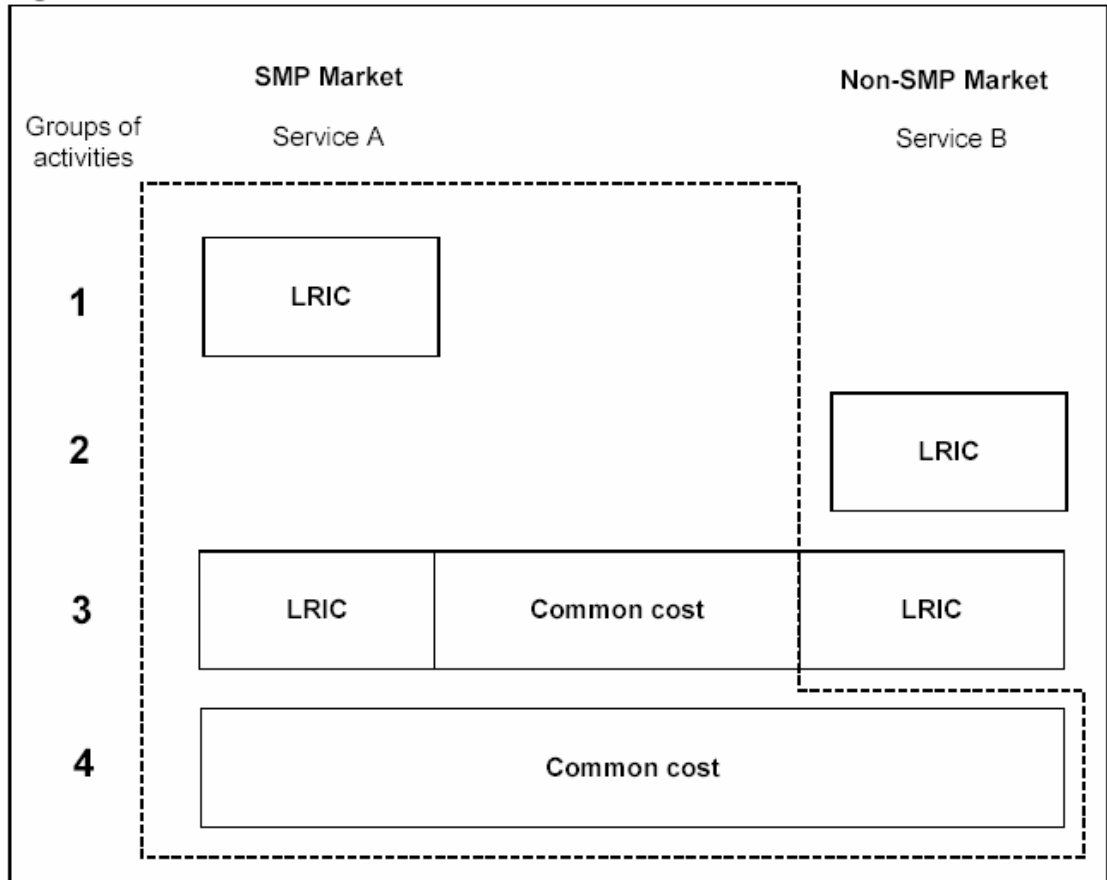 SMP Market
Non-SMP Market
Groups of
activities
Service A
Service B
1
LRIC
2
LRIC
3
LRIC
Common cost
LRIC
4
Common cost